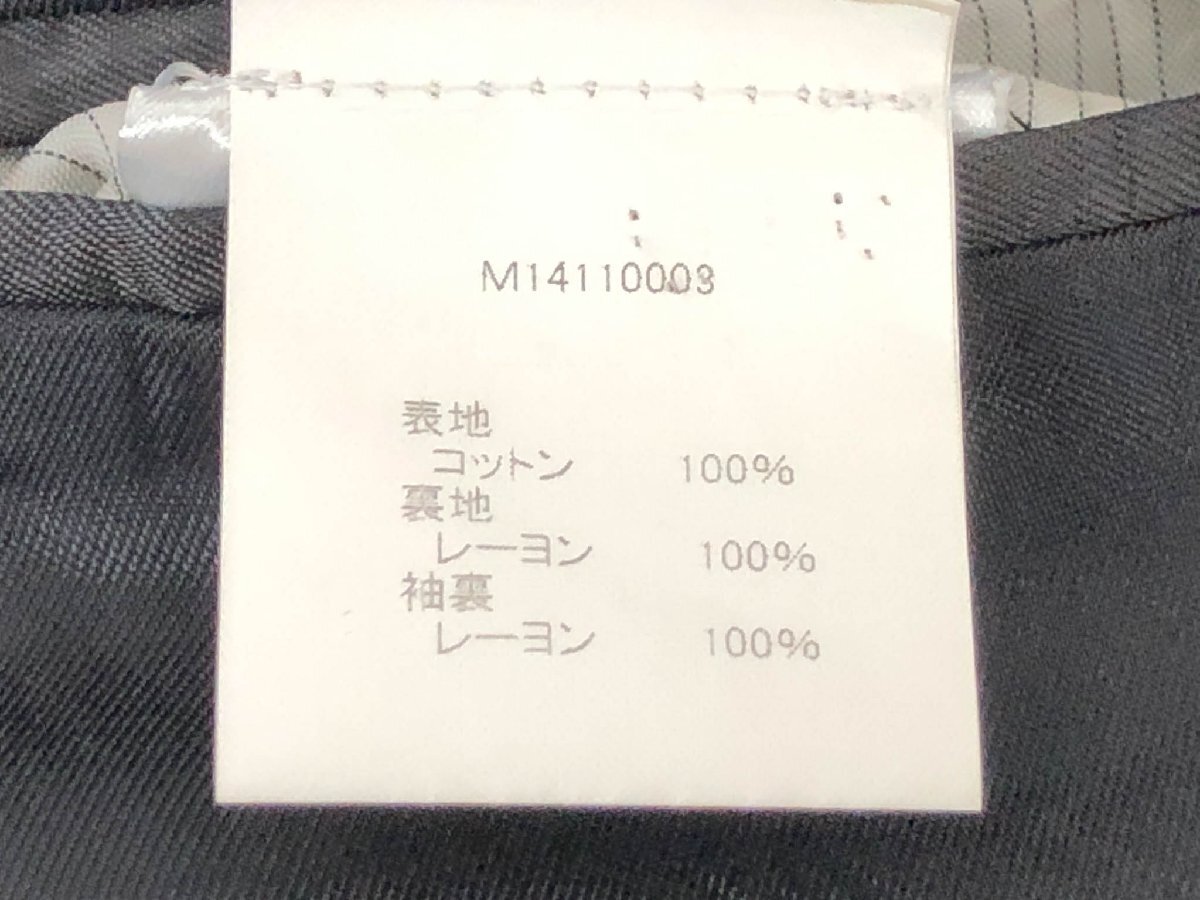 M14110003
表地
コットン 100%
裏地
レーヨン 100%
袖裏
レーヨン 100%